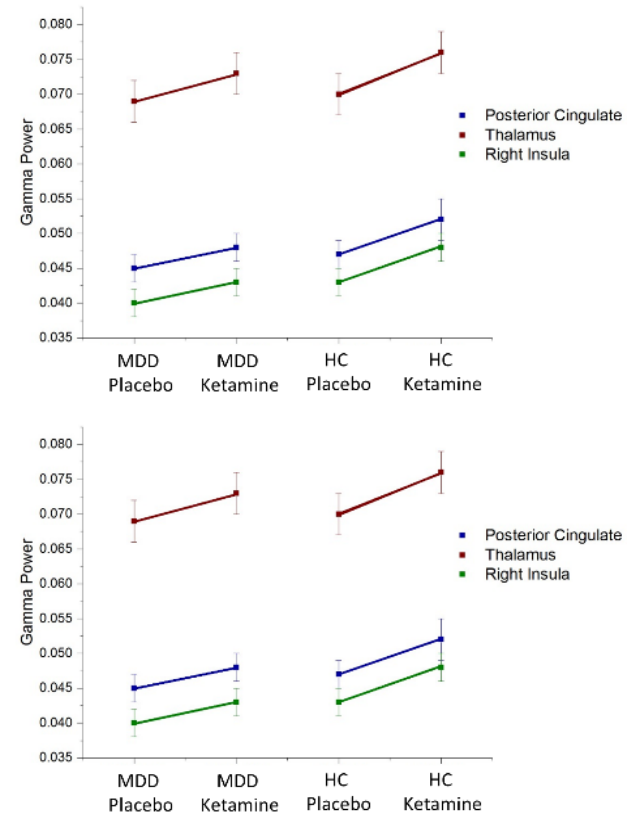 0.080
0.075
0.070
0.065
0.060
0.055
0.050
0.045
0.040
0.035
Gamma Power
Posterior Cingulate
Thalamus
Right Insula
MDD MDD HC HC
Placebo Ketamine Placebo Ketamine
0.080
0.075
0.070
0.065
0.060
0.055
0.050
0.045
0.040
0.035
Gamma Power
Posterior Cingulate
Thalamus
Right Insula
MDD MDD HC HC
Placebo Ketamine Placebo Ketamine